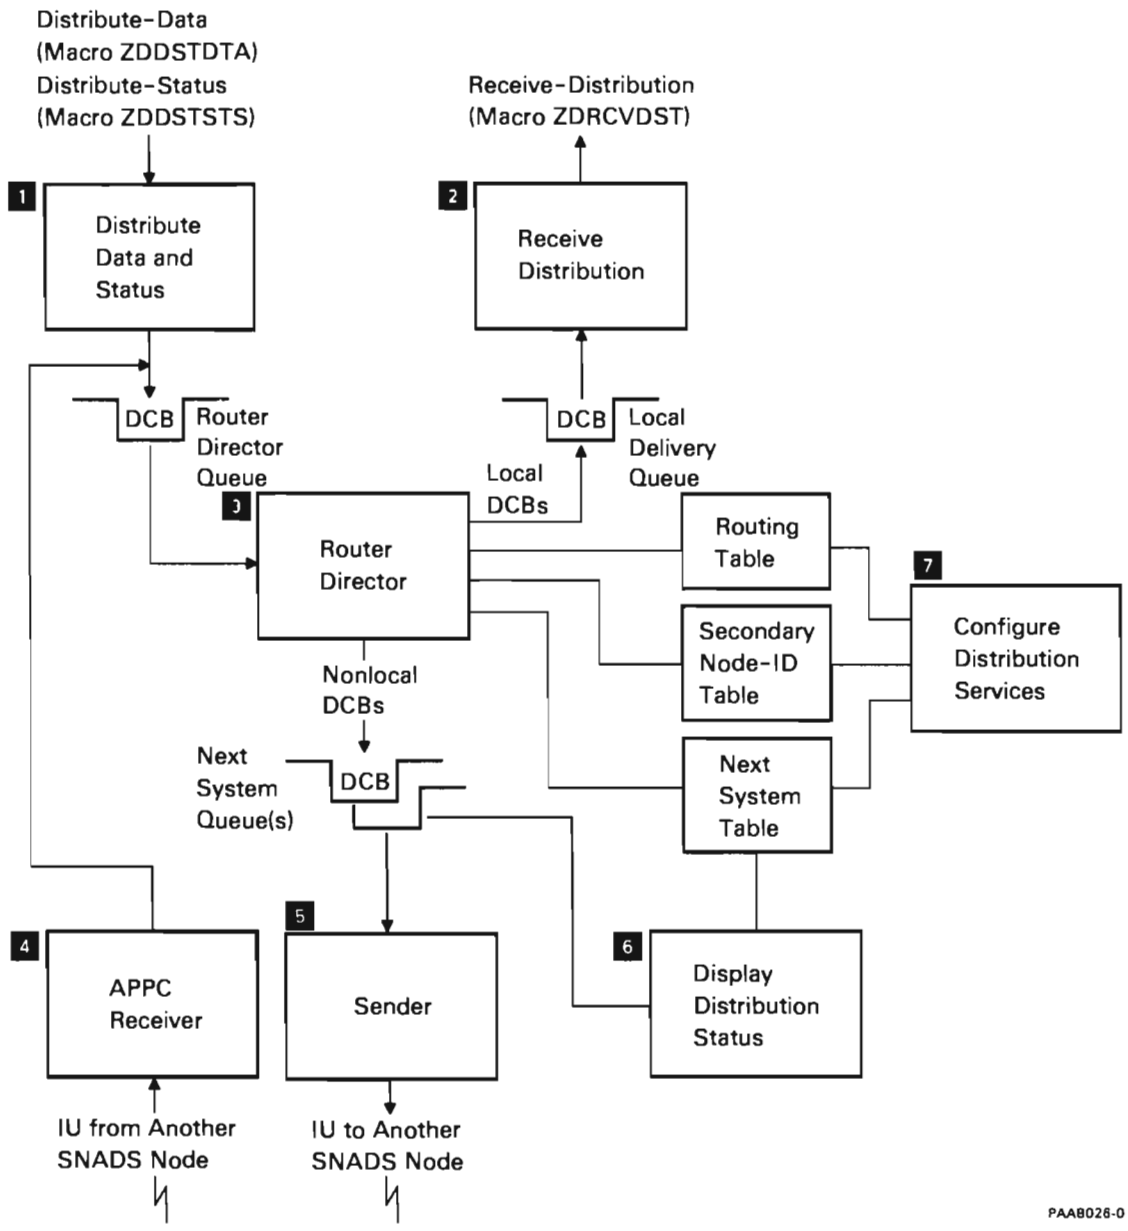 Distribute-Data
(Macro ZDDSTDTA)
Distribute-Status
(Macro ZDDSTSTS)
Receive-Distribution
(Macro ZDRCVDST)
1
Distribute
Data and
Status
2
Receive
Distribution
DCB
Router
Director
Queue
DCB
Local
Delivery
Queue
Local
DCBs
3
Router
Director
Routing
Table
Secondary
Node-ID
Table
Next
System
Table
7
Configure
Distribution
Services
Nonlocal
DCBs
Next
System
Queue(s)
DCB
4
APPC
Receiver
5
Sender
6
Display
Distribution
Status
IU from Another
SNADS Node
IU to Another
SNADS Node
PAAB026-0